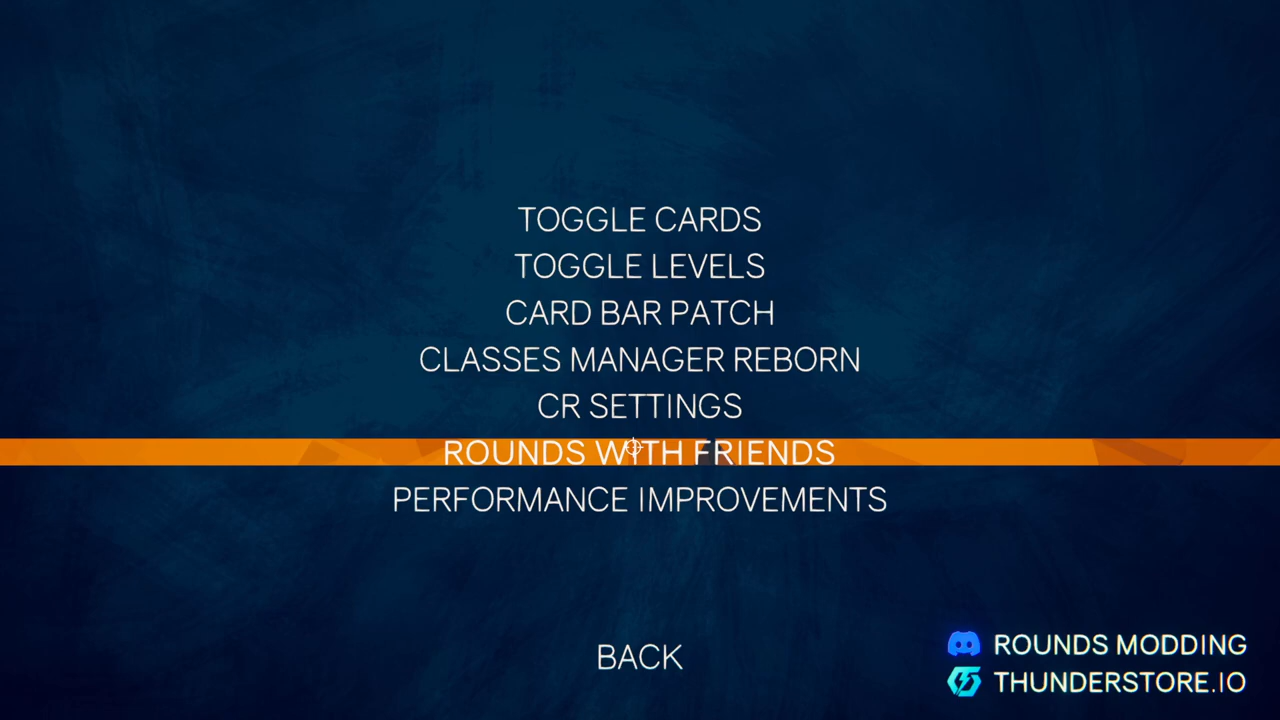 TOGGLE CARDS
TOGGLE LEVELS
CARD BAR PATCH
CLASSES MANAGER REBORN
CR SETTINGS
ROUNDS WITH FRIENDS
PERFORMANCE IMPROVEMENTS
BACK
ROUNDS MODDING
THUNDERSTORE.IO